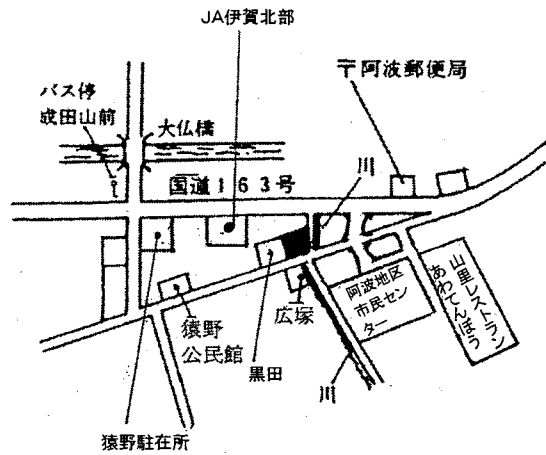 JA伊賀北部
〒阿波郵便局
バス停
成田山前
大仏橋
国道163号
川
猿野
公民館
黒田
広塚
川
阿波地区
市民セン
ター
山里レストラン
あわてんぼう
猿野駐在所